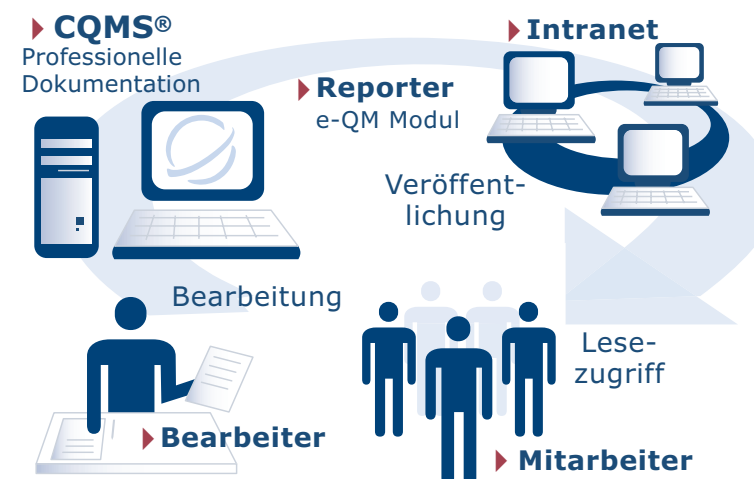 CQMS®
Professionelle
Dokumentation
Reporter
e-QM Modul
Intranet
Veröffent-
lichung
Bearbeitung
Lese-
zugriff
Bearbeiter
Mitarbeiter